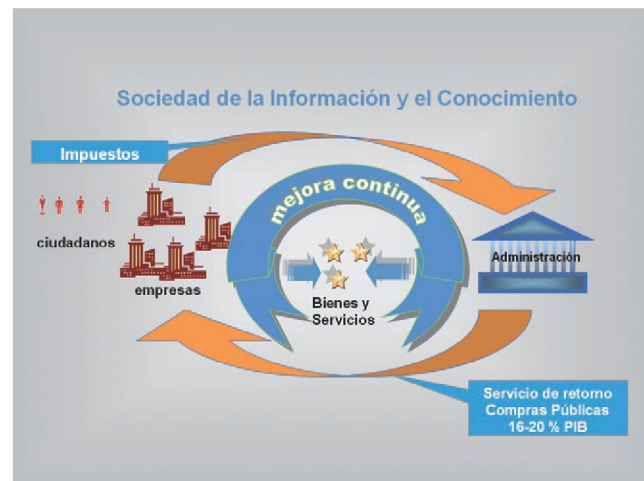 Sociedad de la Información y el Conocimiento
Impuestos
mejora continua
ciudadanos
empresas
Bienes y
Servicios
Administración
Servicio de retorno
Compras Públicas
16-20 % PIB